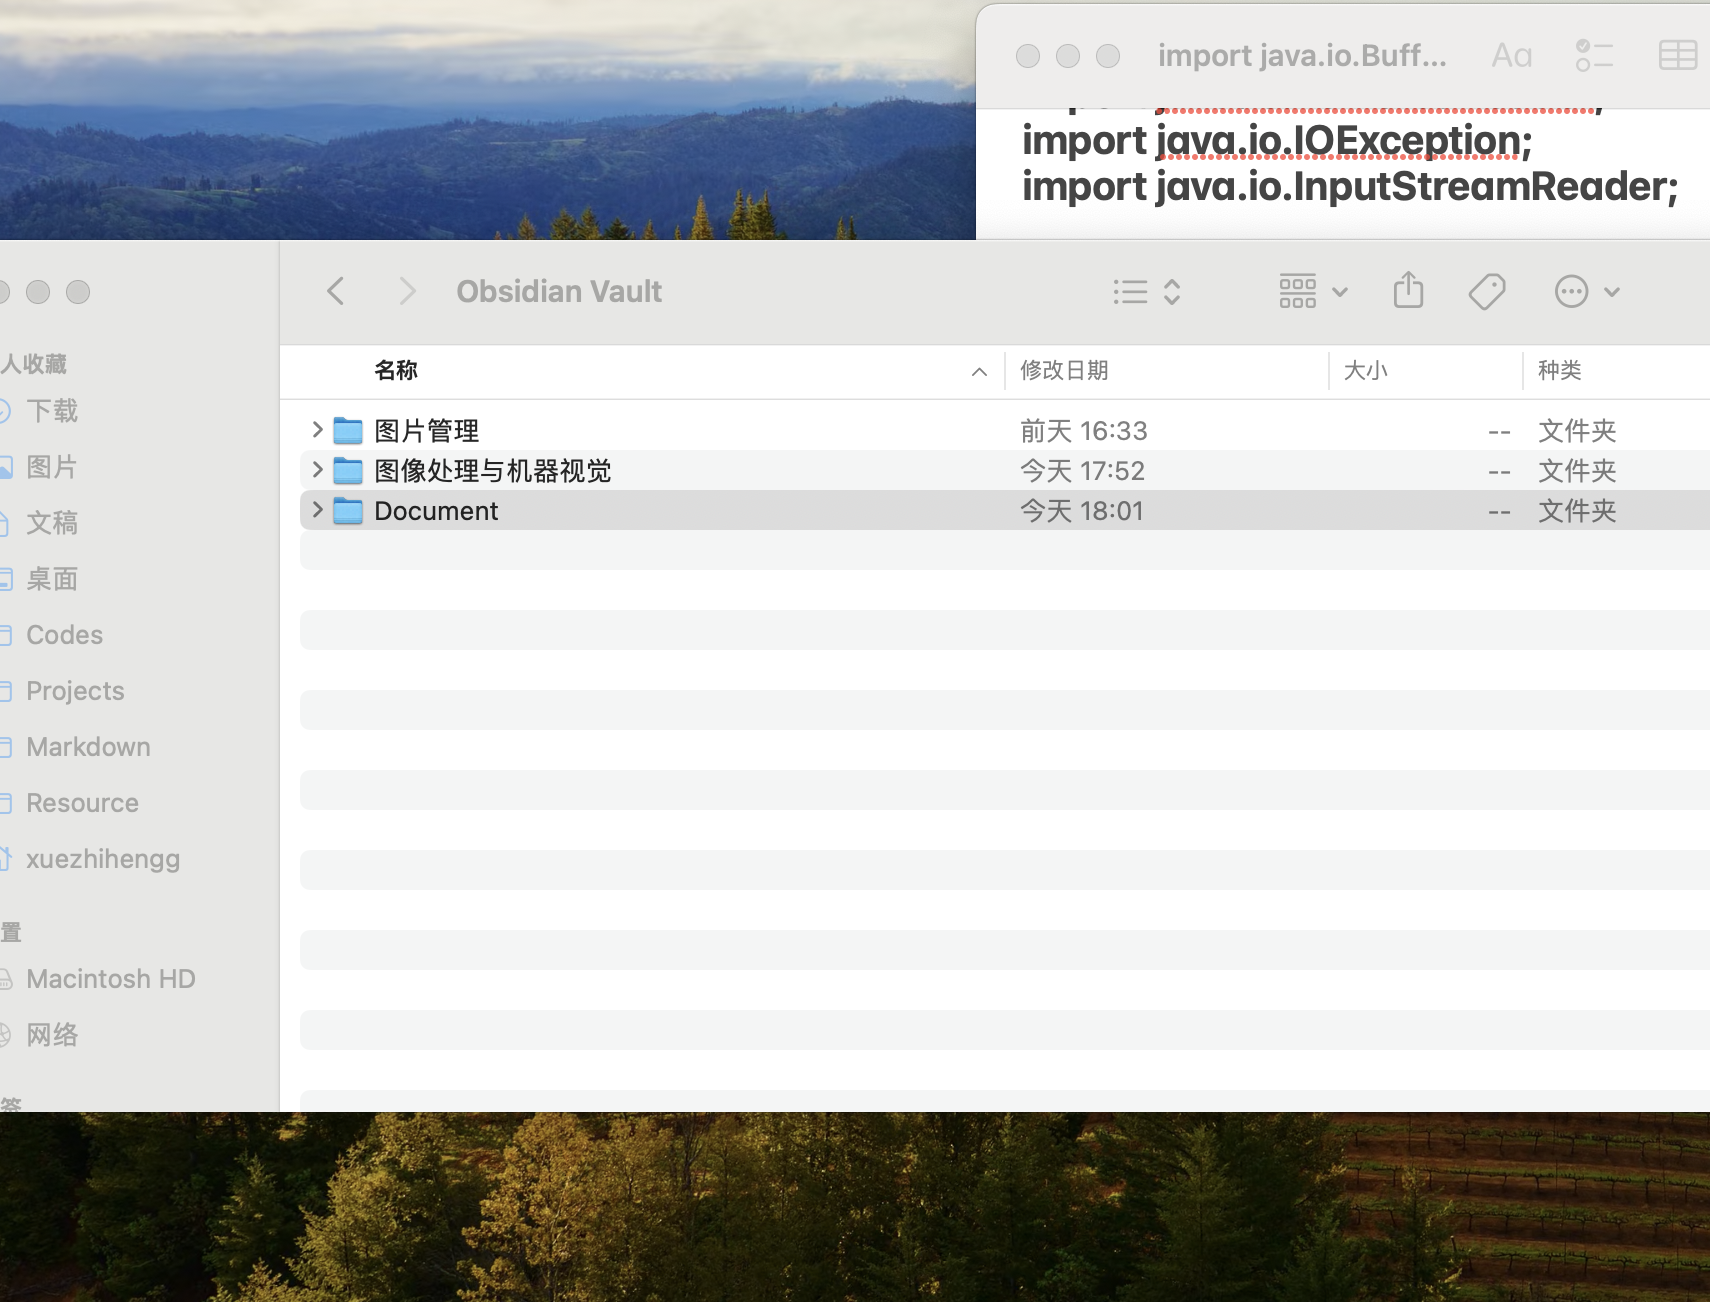 import java.io.Buff...
Aa
import java.io.IOException;
import java.io.InputStreamReader;
Obsidian Vault
人收藏
下载
图片
文稿
桌面
Codes
Projects
Markdown
Resource
xuezhihengg
置
Macintosh HD
网络
签
名称 修改日期 大小 种类
图片管理 前天 16:33 -- 文件夹
图像处理与机器视觉 今天 17:52 -- 文件夹
Document 今天 18:01 -- 文件夹